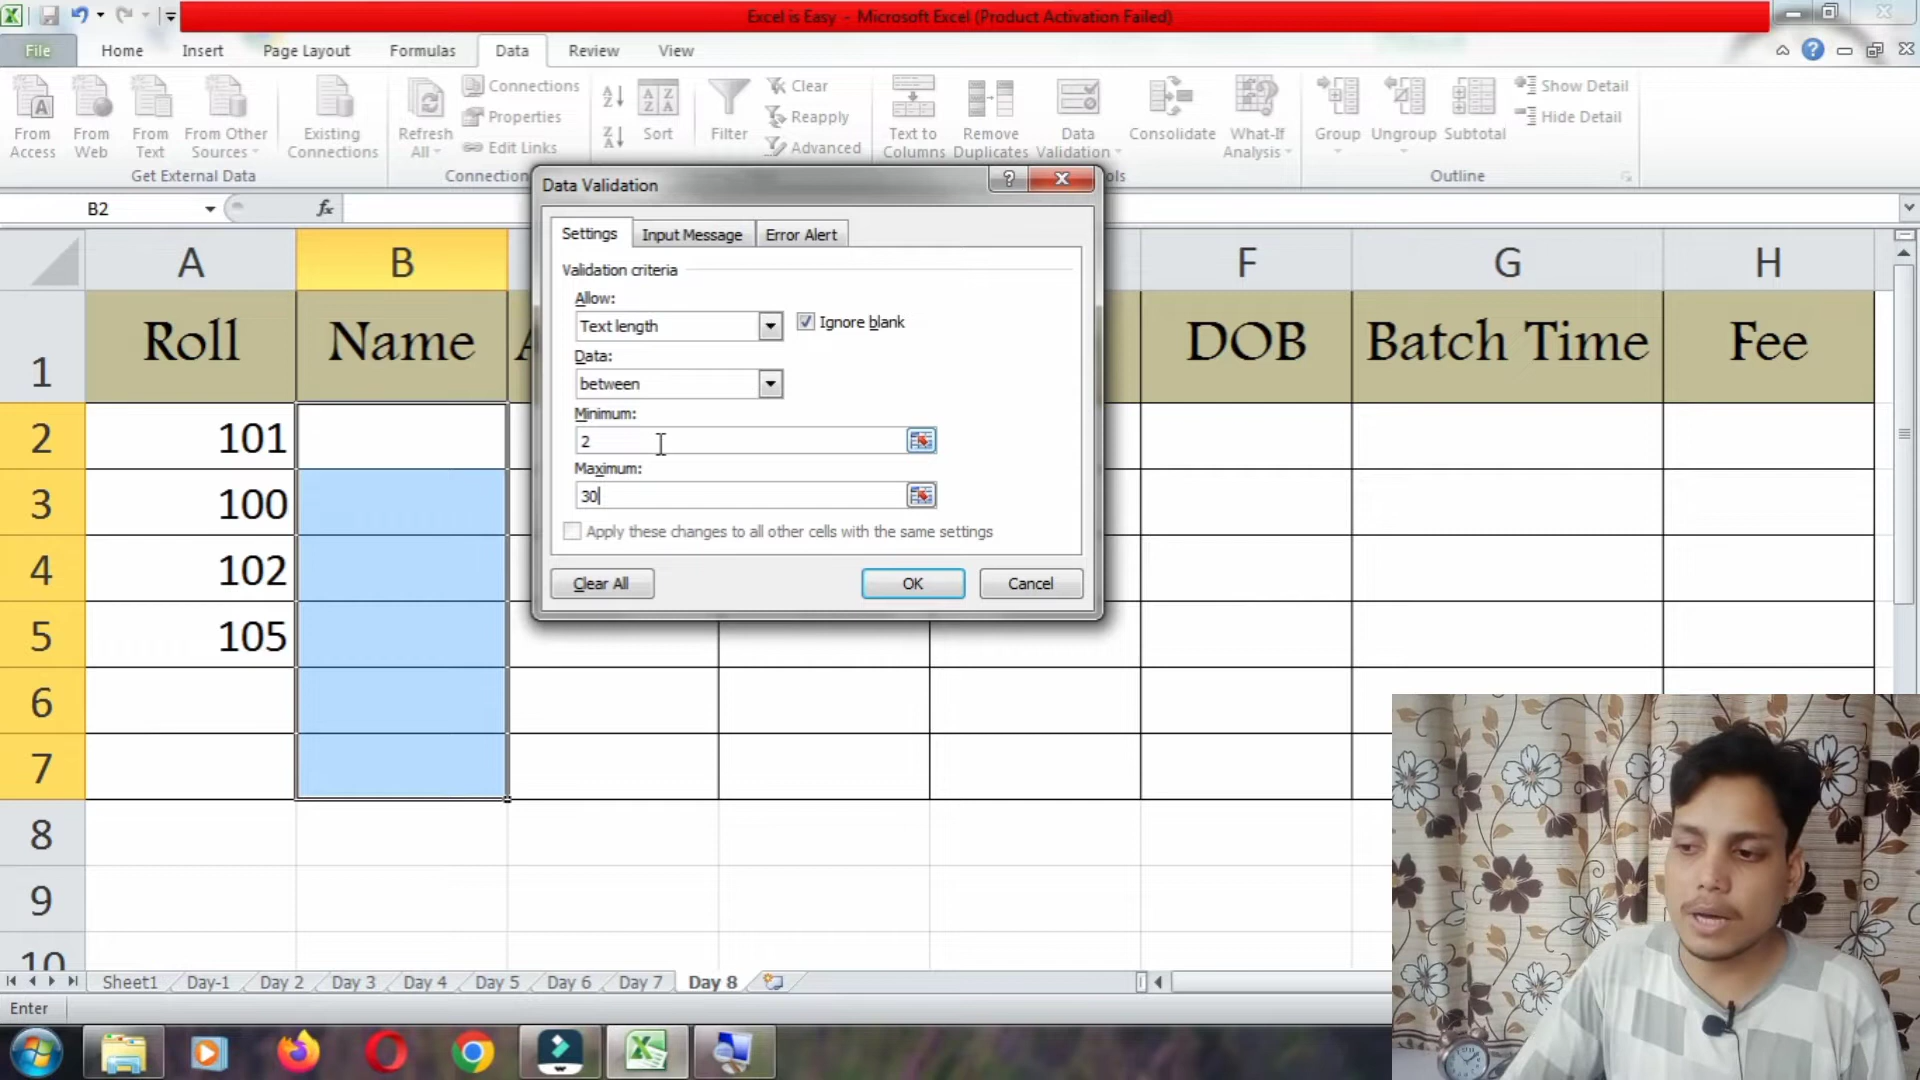 Excel is Easy - Microsoft Excel (Product Activation Failed)
File Home Insert Page Layout Formulas Data Review View
From Access
From Web
From Text
From Other Sources
Existing Connections
Get External Data
Refresh All
Connections
Properties
Edit Links
Connection
A Z
Z A
A Z Z A
Sort
Filter
Clear
Reapply
Advanced
Text to Columns
Remove Duplicates
Data Validation
Consolidate
What-If Analysis
ols
Group
Ungroup
Subtotal
Show Detail
Hide Detail
Outline
B2
fx
Data Validation
Settings Input Message Error Alert
Validation criteria
Allow:
Text length
Ignore blank
Data:
between
Minimum:
2
Maximum:
30
Apply these changes to all other cells with the same settings
Clear All OK Cancel
A B F G H
1 Roll Name A DOB Batch Time Fee
2 101
3 100
4 102
5 105
6
7
8
9
10
Sheet1 Day-1 Day 2 Day 3 Day 4 Day 5 Day 6 Day 7 Day 8
Enter